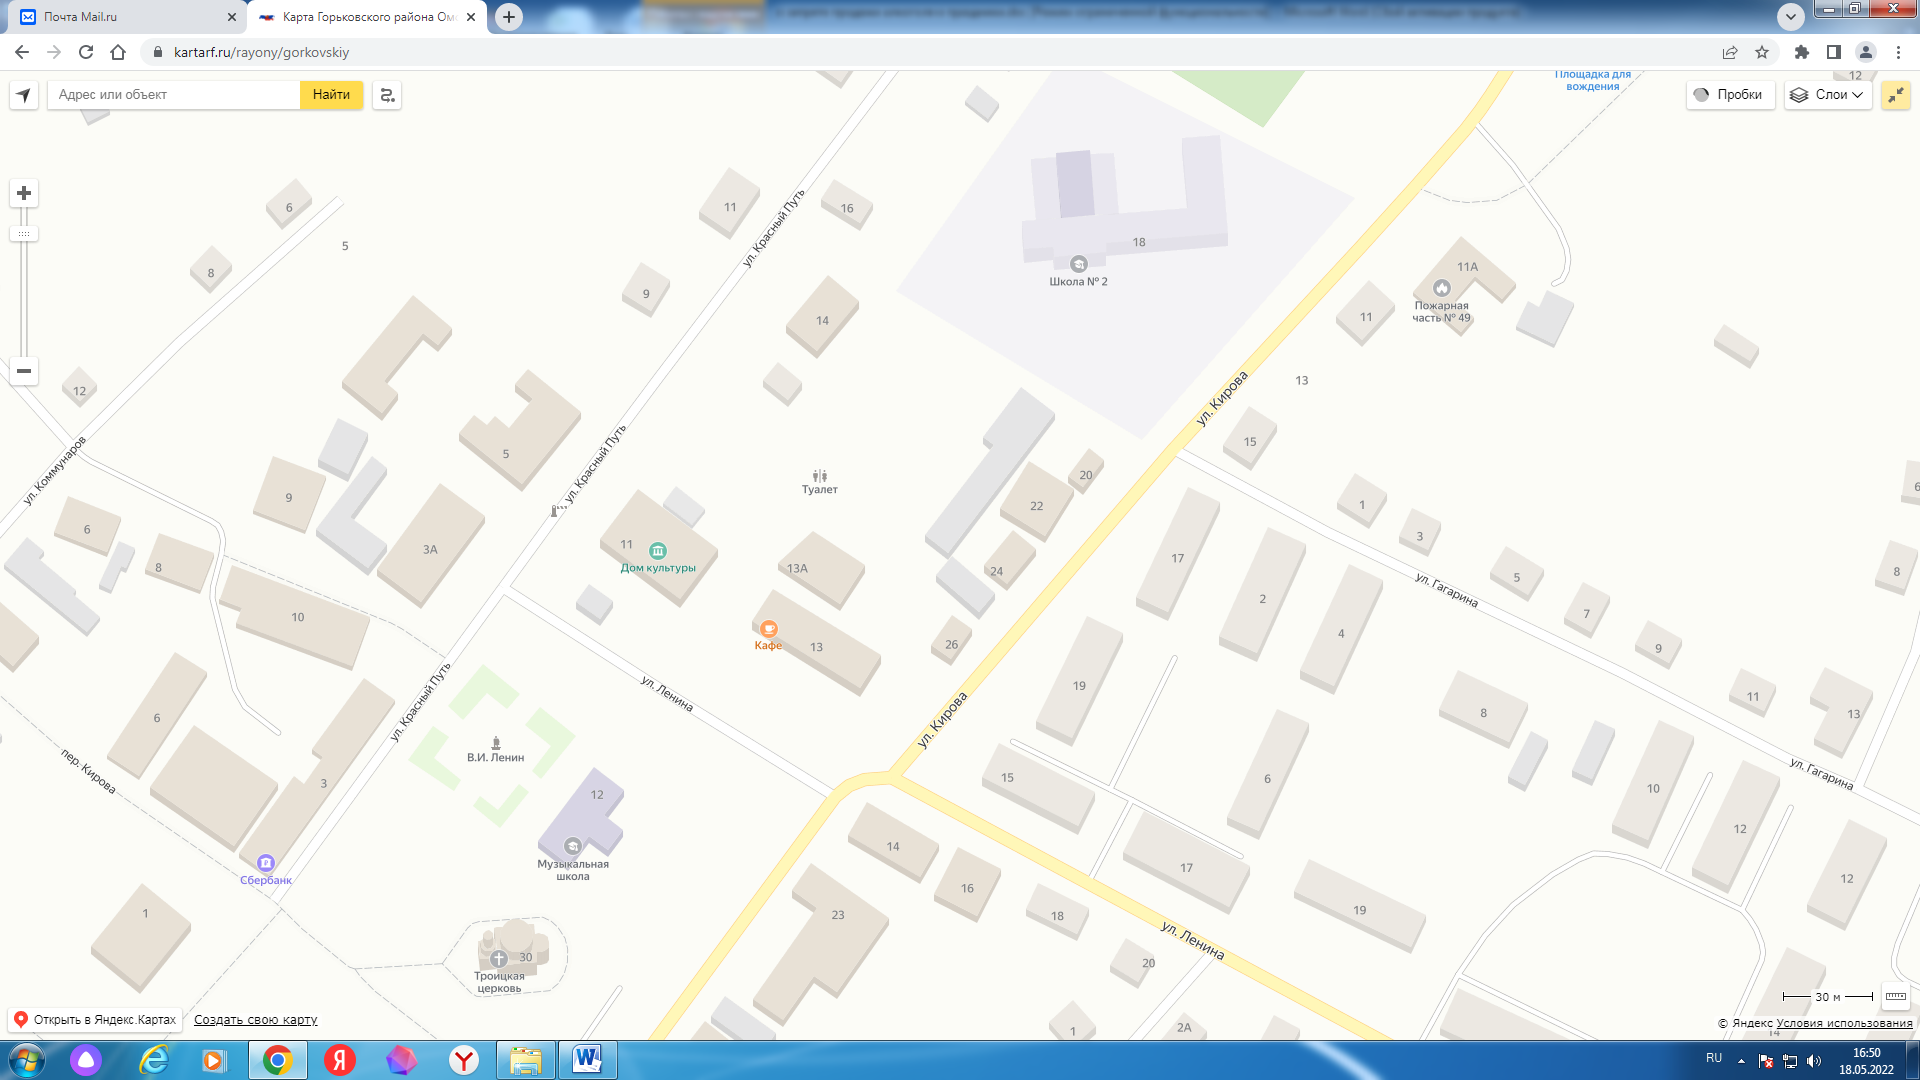 Почта Mail.ru
Карта Горьковского района Ом
kartarf.ru/rayony/gorkovskiy
Адрес или объект
Найти
Пробки
Слои
Площадка для
вождения
12
6
5
8
11
16
ул. Красный Путь
9
14
18
Школа № 2
11А
Пожарная
часть № 49
11
13
ул. Кирова
15
12
ул. Коммунаров
5
ул. Красный Путь
9
Туалет
20
22
6
3А
8
11
Дом культуры
13А
24
17
1
3
5
ул. Гагарина
7
9
2
4
6
8
10
Кафе
13
26
19
ул. Ленина
ул. Кирова
ул. Красный Путь
6
пер. Кирова
3
В.И. Ленин
12
Музыкальная
школа
Сбербанк
1
15
6
8
11
13
ул. Гагарина
10
12
12
14
16
17
18
19
23
ул. Ленина
20
30
Троицкая
церковь
1
2А
14
30 м
Открыть в Яндекс.Картах
Создать свою карту
© Яндекс Условия использования
RU
16:50
18.05.2022